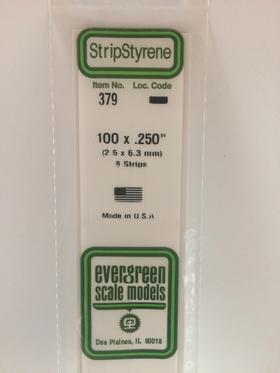 StripStyrene
Item No. Loc. Code
379
100 x .250"
(2 5 x 6.3 mm)
8 Strips
Made in U.S.A
evergreen
scale models
Des Plaines, IL 60018